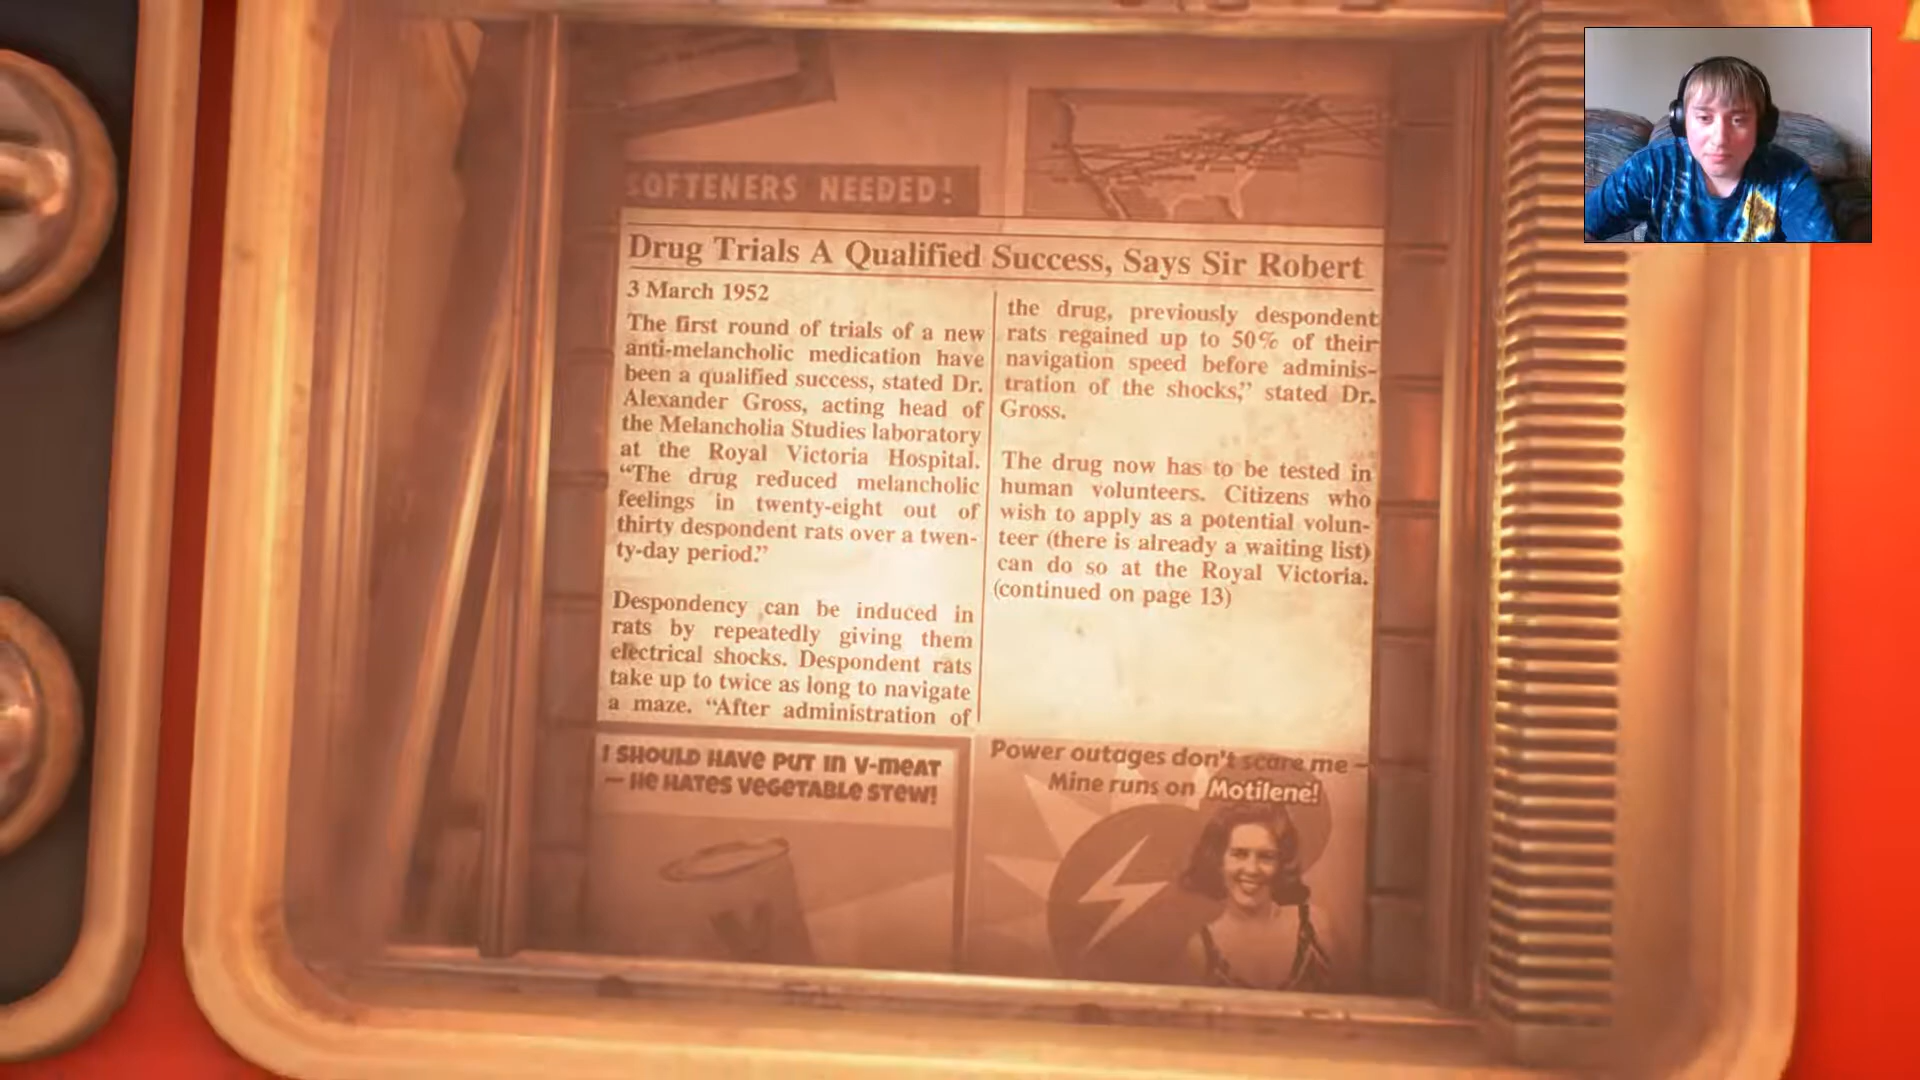 SOFTENERS NEEDED!
Drug Trials A Qualified Success, Says Sir Robert
3 March 1952
The first round of trials of a new
anti-melancholic medication have
been a qualified success, stated Dr.
Alexander Gross, acting head of
the Melancholia Studies laboratory
at the Royal Victoria Hospital.
“The drug reduced melancholic
feelings in twenty-eight out of
thirty despondent rats over a twen-
ty-day period.”
Despondency can be induced in
rats by repeatedly giving them
electrical shocks. Despondent rats
take up to twice as long to navigate
a maze. “After administration of
the drug, previously despondent
rats regained up to 50% of their
navigation speed before adminis-
tration of the shocks,” stated Dr.
Gross.
The drug now has to be tested in
human volunteers. Citizens who
wish to apply as a potential volun-
teer (there is already a waiting list)
can do so at the Royal Victoria.
(continued on page 13)
I SHOULD HAVE PUT IN V-MEAT
— HE HATES VEGETABLE STEW!
Power outages don't scare me –
Mine runs on Motilene!